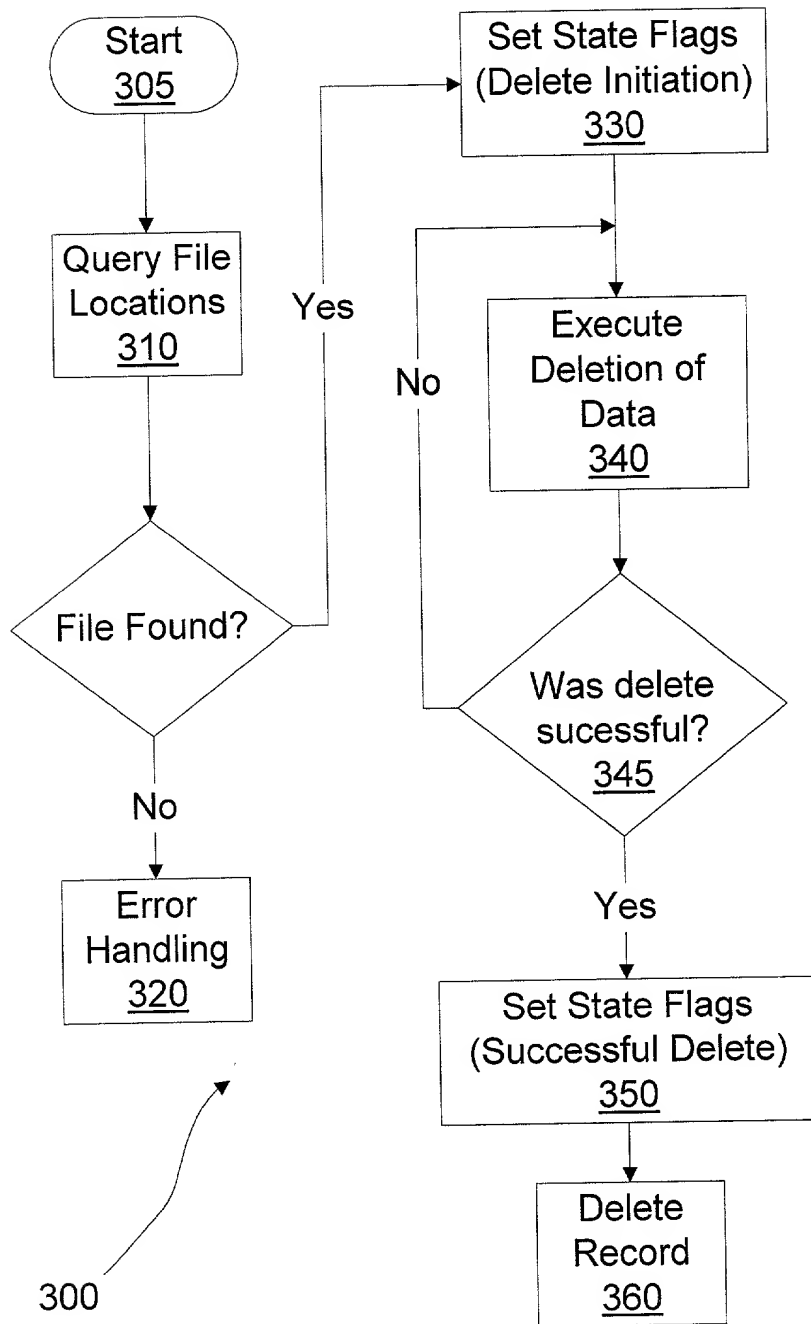 Start
305
Query File
Locations
310
File Found?
No
Error
Handling
320
Yes
Set State Flags
(Delete Initiation)
330
No
Execute
Deletion of
Data
340
Was delete
sucessful?
345
Yes
Set State Flags
(Successful Delete)
350
Delete
Record
360
300